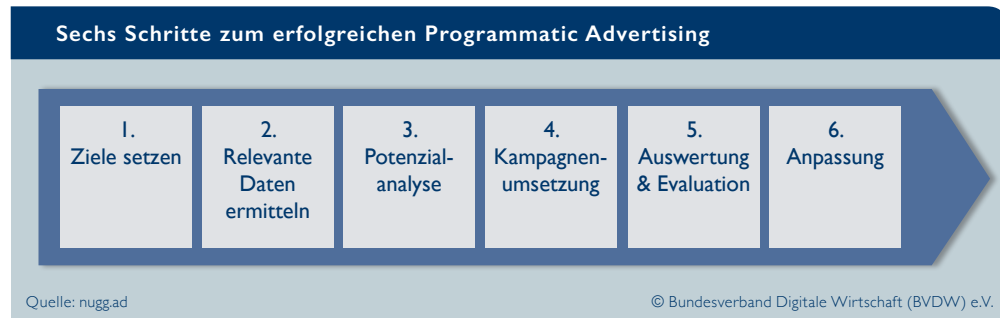 Sechs Schritte zum erfolgreichen Programmatic Advertising
1.
Ziele setzen
2.
Relevante
Daten
ermitteln
3.
Potenzial-
analyse
4.
Kampagnen-
umsetzung
5.
Auswertung
& Evaluation
6.
Anpassung
Quelle: nugg.ad
© Bundesverband Digitale Wirtschaft (BVDW) e.V.